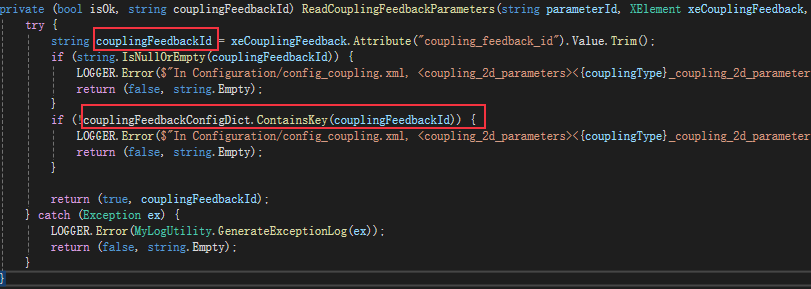 private (bool isOk, string couplingFeedbackId) ReadCouplingFeedbackParameters(string parameterId, XElement xeCouplingFeedback,
try {
string couplingFeedbackId = xeCouplingFeedback.Attribute("coupling_feedback_id").Value.Trim();
if (string.IsNullOrEmpty(couplingFeedbackId)) {
LOGGER.Error($"In Configuration/config_coupling.xml, <coupling_2d_parameters><{couplingType}_coupling_2d_parameter
return (false, string.Empty);
}
if (!couplingFeedbackConfigDict.ContainsKey(couplingFeedbackId)) {
LOGGER.Error($"In Configuration/config_coupling.xml, <coupling_2d_parameters><{couplingType}_coupling_2d_parameter
return (false, string.Empty);
}
return (true, couplingFeedbackId);
} catch (Exception ex) {
LOGGER.Error(MyLogUtility.GenerateExceptionLog(ex));
return (false, string.Empty);
}
}